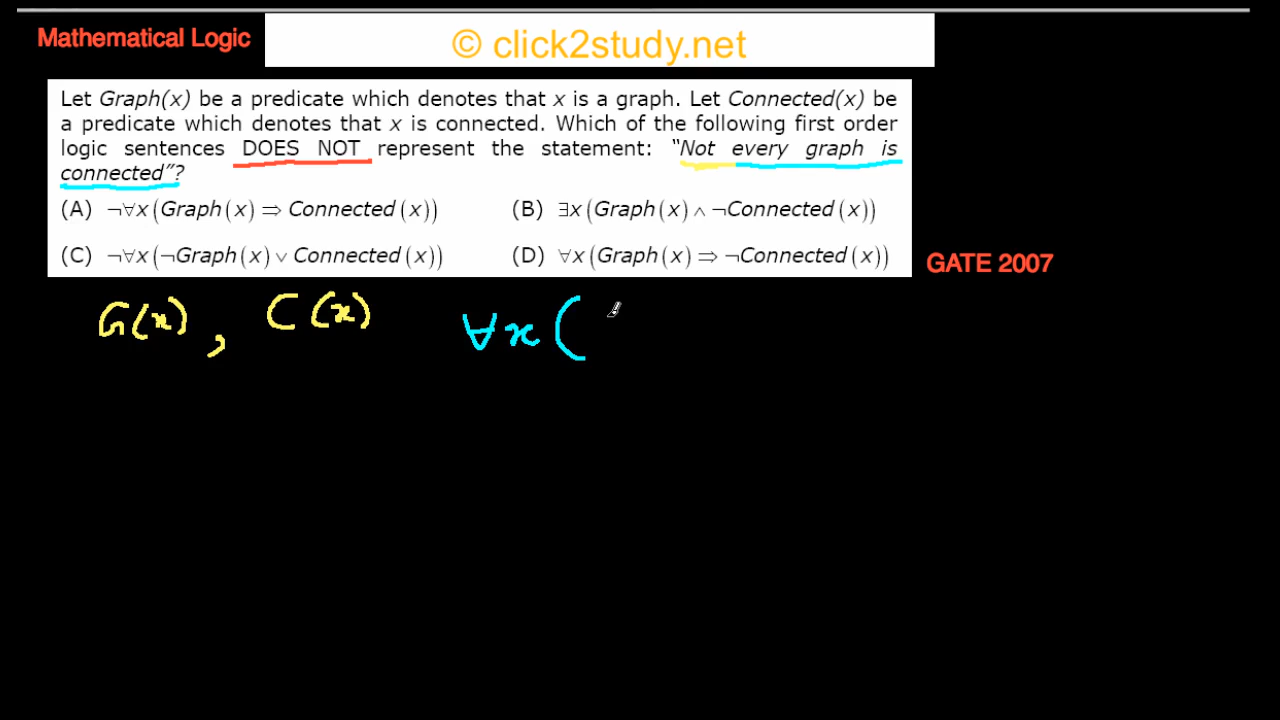 Mathematical Logic
© click2study.net
Let Graph(x) be a predicate which denotes that x is a graph. Let Connected(x) be
a predicate which denotes that x is connected. Which of the following first order
logic sentences DOES NOT represent the statement: “Not every graph is
connected”?
(A) ¬∀x(Graph(x) ⇒ Connected(x)) (B) ∃x(Graph(x) ∧ ¬Connected(x))
(C) ¬∀x(¬Graph(x) ∨ Connected(x)) (D) ∀x(Graph(x) ⇒ ¬Connected(x))
GATE 2007
G(x), C(x) ∀x(